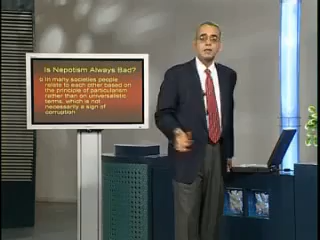 Is Nepotism Always Bad?
In many societies people
relate to each other based
on the principle of particularism
rather than on universalistic
terms, which is not
necessarily a sign of
corruption